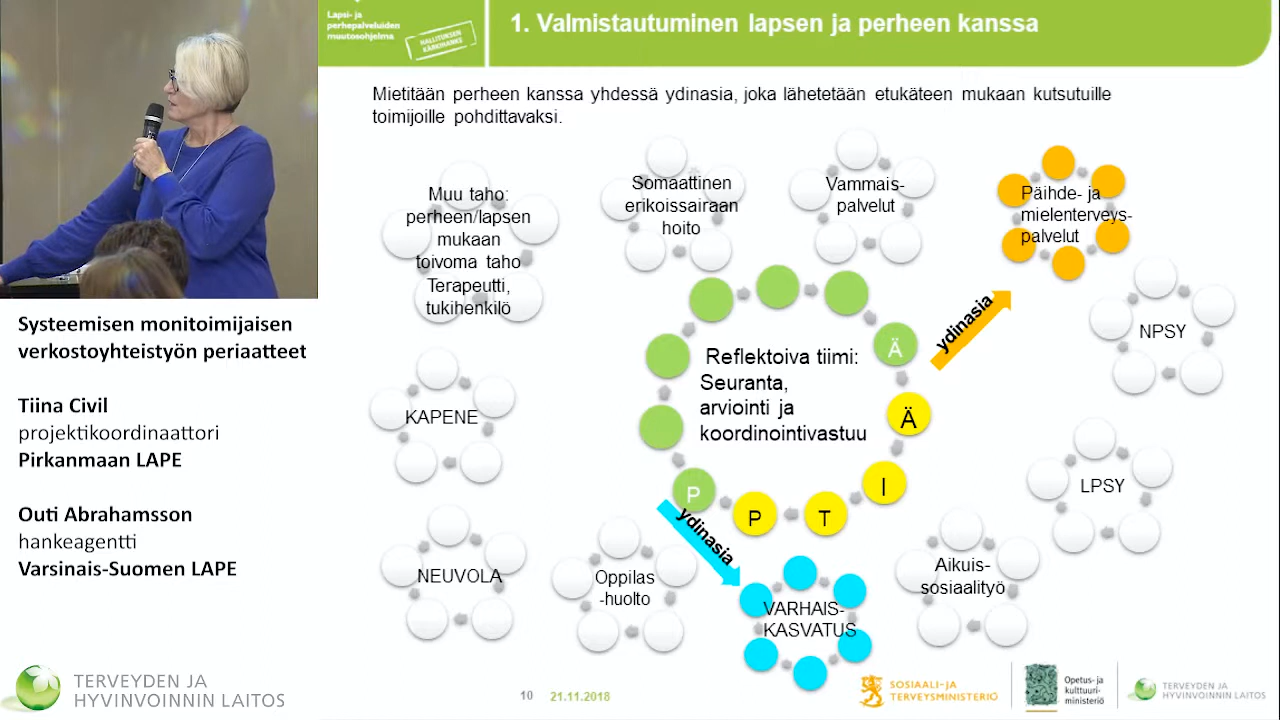 Lapsi- ja
perhepalveluiden
muutosohjelma
HALLITUKSEN
KÄRKIHANKE
1. Valmistautuminen lapsen ja perheen kanssa
Mietitään perheen kanssa yhdessä ydinasia, joka lähetetään etukäteen mukaan kutsutuille
toimijoille pohdittavaksi.
Muu taho:
perheen/lapsen
mukaan
toivoma taho
Terapeutti,
tukihenkilö
Somaattinen
erikoissairaan
hoito
Vammais-
palvelut
Päihde- ja
mielenterveys-
palvelut
ydinasia
NPSY
Reflektoiva tiimi:
Seuranta,
arviointi ja
koordinointivastuu
Ä
Ä
I
T
P
P
KAPENE
LPSY
ydinasia
NEUVOLA
Oppilas
-huolto
VARHAIS-
KASVATUS
Aikuis-
sosiaalityö
Systeemisen monitoimijaisen
verkostoyhteistyön periaatteet
Tiina Civil
projektikoordinaattori
Pirkanmaan LAPE
Outi Abrahamsson
hankeagentti
Varsinais-Suomen LAPE
TERVEYDEN JA
HYVINVOINNIN LAITOS
10 21.11.2018
SOSIAALI- JA
TERVEYSMINISTERIÖ
Opetus- ja
kulttuuri-
ministeriö
TERVEYDEN JA
HYVINVOINNIN LAITOS